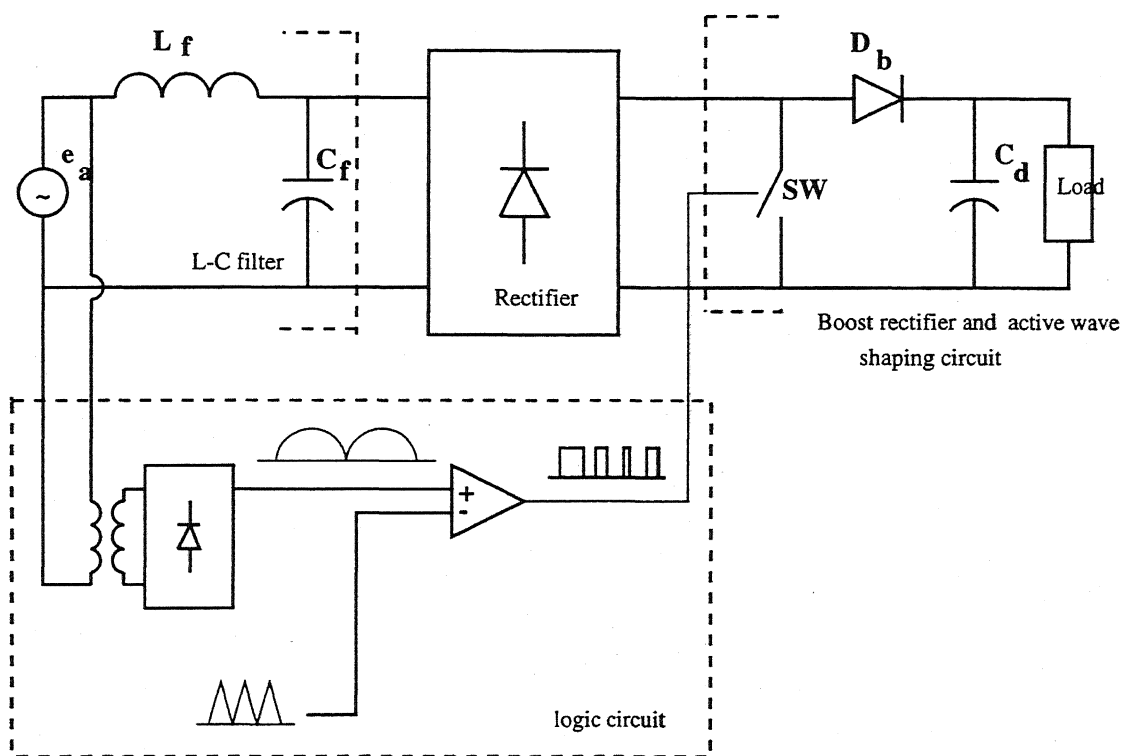 L f
D b
e a
~
C f
SW
C d
Load
L-C filter
Rectifier
Boost rectifier and active wave
shaping circuit
+
-
logic circuit